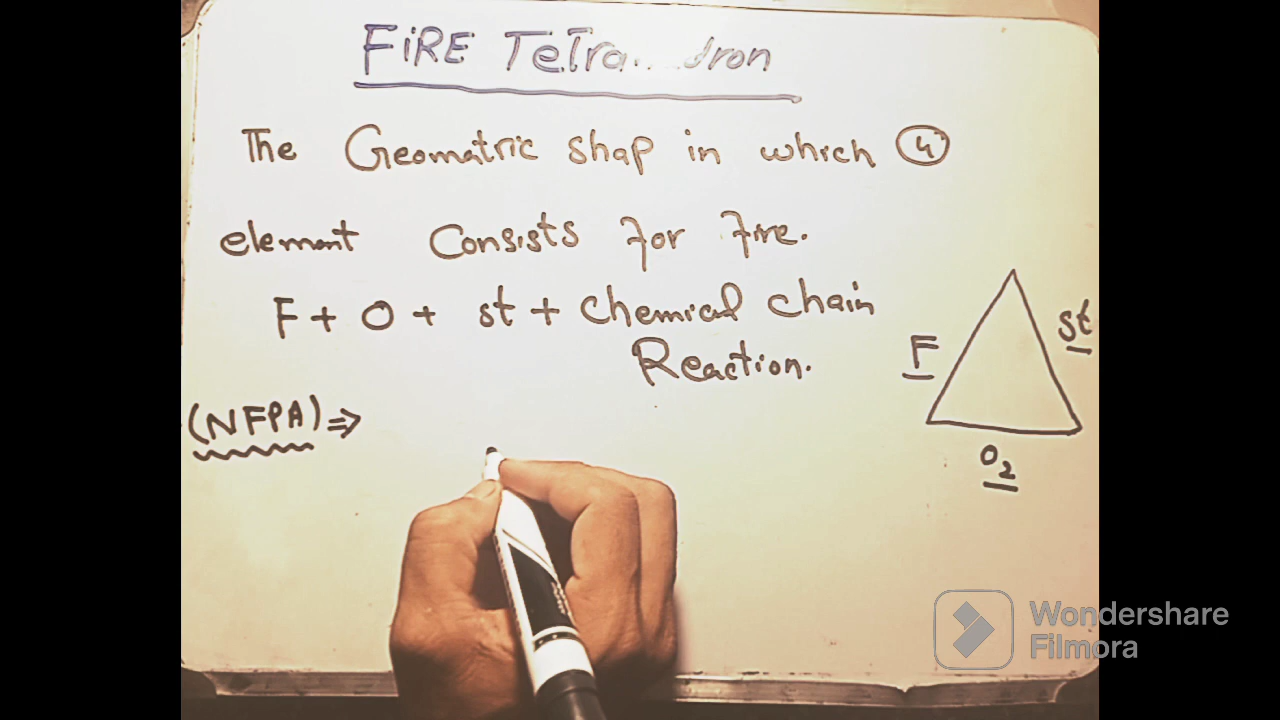 FiRE
The Geomatric shap in which 4
element Consists for fire.
F + O + st + Chemical chain
Reaction.
(NFPA) ⇒
F
st
O2
Wondershare
Filmora